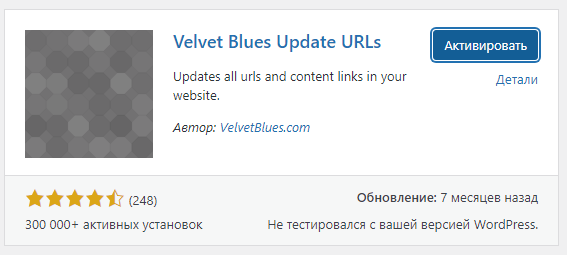 Velvet Blues Update URLs
Активировать
Детали
Updates all urls and content links in your
website.
Автор: VelvetBlues.com
(248)
Обновление: 7 месяцев назад
300 000+ активных установок
Не тестировался с вашей версией WordPress.